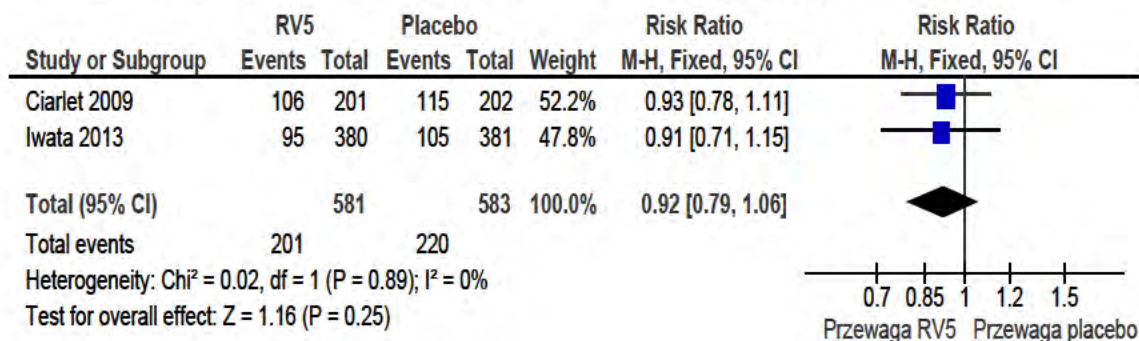 RV5 Placebo Risk Ratio Risk Ratio
Study or Subgroup Events Total Events Total Weight M-H, Fixed, 95% CI M-H, Fixed, 95% CI
Ciarlet 2009 106 201 115 202 52.2% 0.93 [0.78, 1.11]
Iwata 2013 95 380 105 381 47.8% 0.91 [0.71, 1.15]
Total (95% CI) 581 583 100.0% 0.92 [0.79, 1.06]
Total events 201 220
Heterogeneity: Chi² = 0.02, df = 1 (P = 0.89); I² = 0%
Test for overall effect: Z = 1.16 (P = 0.25)
0.7 0.85 1 1.2 1.5
Przewaga RV5 Przewaga placebo